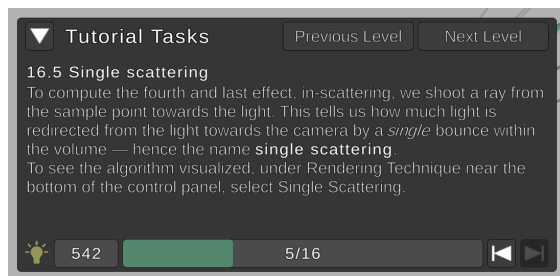 Tutorial Tasks
Previous Level
Next Level
16.5 Single scattering
To compute the fourth and last effect, in-scattering, we shoot a ray from
the sample point towards the light. This tells us how much light is
redirected from the light towards the camera by a single bounce within
the volume — hence the name single scattering.
To see the algorithm visualized, under Rendering Technique near the
bottom of the control panel, select Single Scattering.
542
5/16